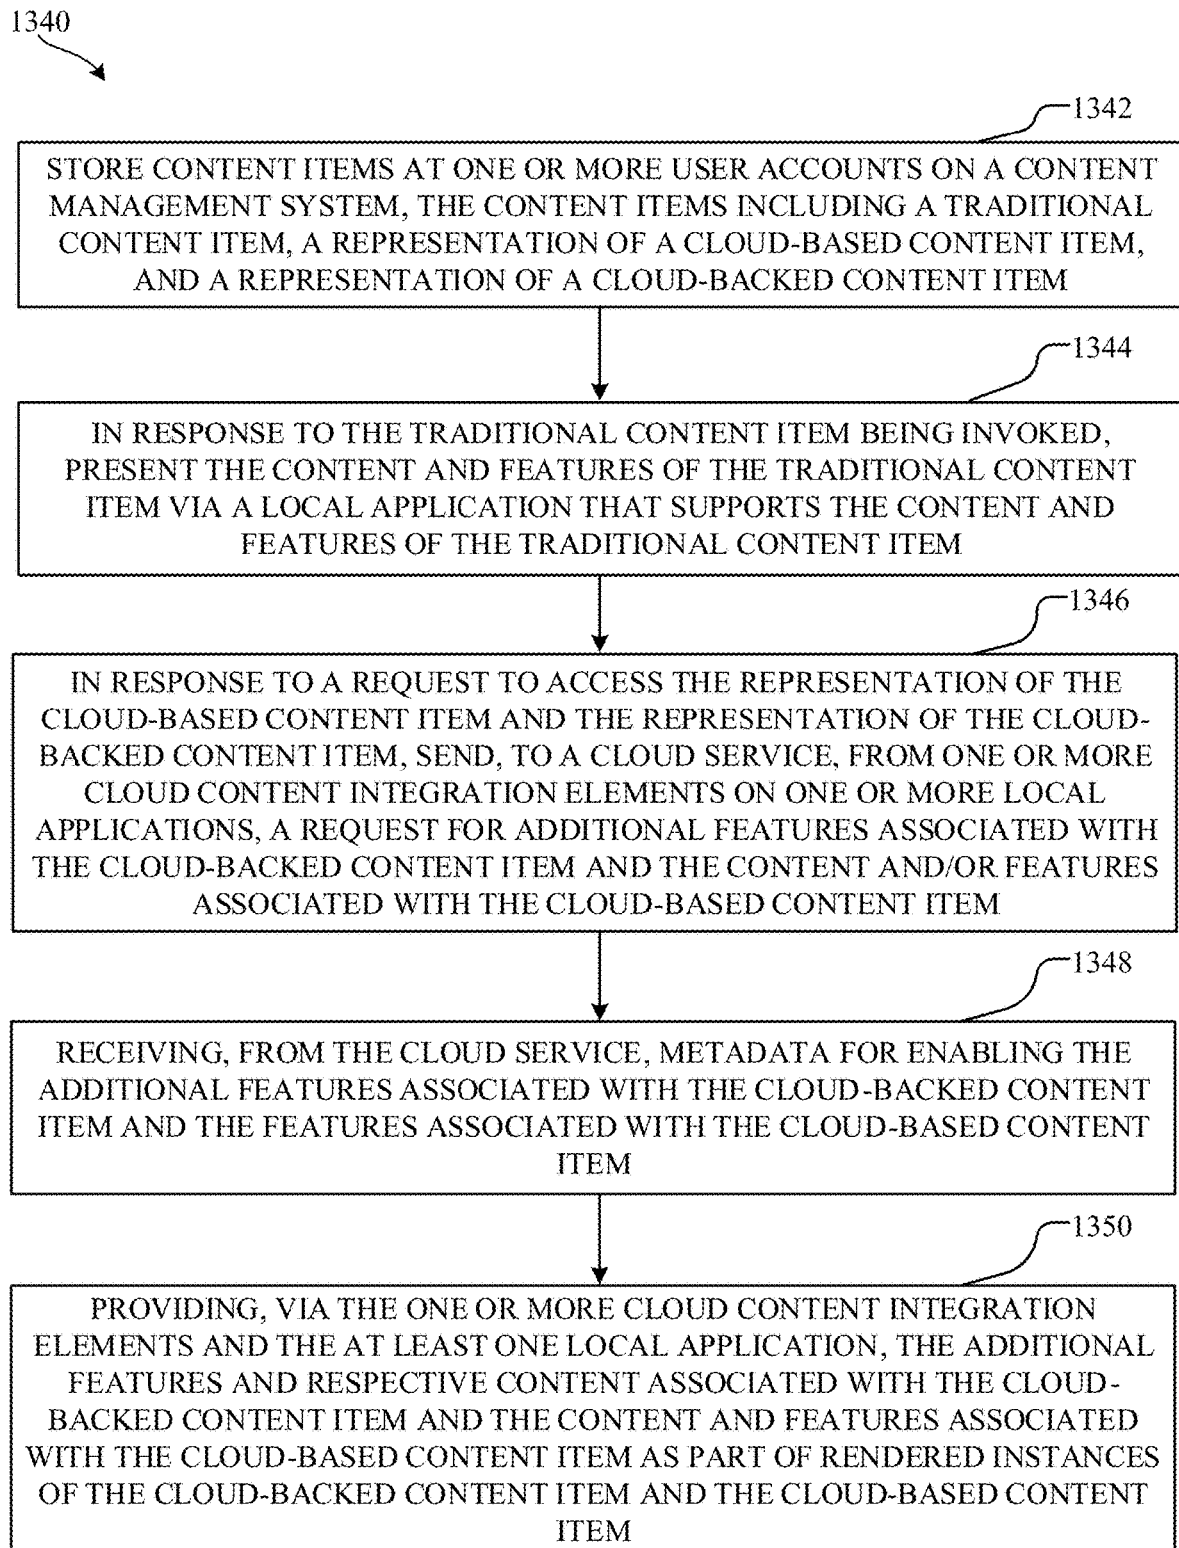 1340
1342
STORE CONTENT ITEMS AT ONE OR MORE USER ACCOUNTS ON A CONTENT
MANAGEMENT SYSTEM, THE CONTENT ITEMS INCLUDING A TRADITIONAL
CONTENT ITEM, A REPRESENTATION OF A CLOUD-BASED CONTENT ITEM,
AND A REPRESENTATION OF A CLOUD-BACKED CONTENT ITEM
1344
IN RESPONSE TO THE TRADITIONAL CONTENT ITEM BEING INVOKED,
PRESENT THE CONTENT AND FEATURES OF THE TRADITIONAL CONTENT
ITEM VIA A LOCAL APPLICATION THAT SUPPORTS THE CONTENT AND
FEATURES OF THE TRADITIONAL CONTENT ITEM
1346
IN RESPONSE TO A REQUEST TO ACCESS THE REPRESENTATION OF THE
CLOUD-BASED CONTENT ITEM AND THE REPRESENTATION OF THE CLOUD-
BACKED CONTENT ITEM, SEND, TO A CLOUD SERVICE, FROM ONE OR MORE
CLOUD CONTENT INTEGRATION ELEMENTS ON ONE OR MORE LOCAL
APPLICATIONS, A REQUEST FOR ADDITIONAL FEATURES ASSOCIATED WITH
THE CLOUD-BACKED CONTENT ITEM AND THE CONTENT AND/OR FEATURES
ASSOCIATED WITH THE CLOUD-BASED CONTENT ITEM
1348
RECEIVING, FROM THE CLOUD SERVICE, METADATA FOR ENABLING THE
ADDITIONAL FEATURES ASSOCIATED WITH THE CLOUD-BACKED CONTENT
ITEM AND THE FEATURES ASSOCIATED WITH THE CLOUD-BASED CONTENT
ITEM
1350
PROVIDING, VIA THE ONE OR MORE CLOUD CONTENT INTEGRATION
ELEMENTS AND THE AT LEAST ONE LOCAL APPLICATION, THE ADDITIONAL
FEATURES AND RESPECTIVE CONTENT ASSOCIATED WITH THE CLOUD-
BACKED CONTENT ITEM AND THE CONTENT AND FEATURES ASSOCIATED
WITH THE CLOUD-BASED CONTENT ITEM AS PART OF RENDERED INSTANCES
OF THE CLOUD-BACKED CONTENT ITEM AND THE CLOUD-BASED CONTENT
ITEM